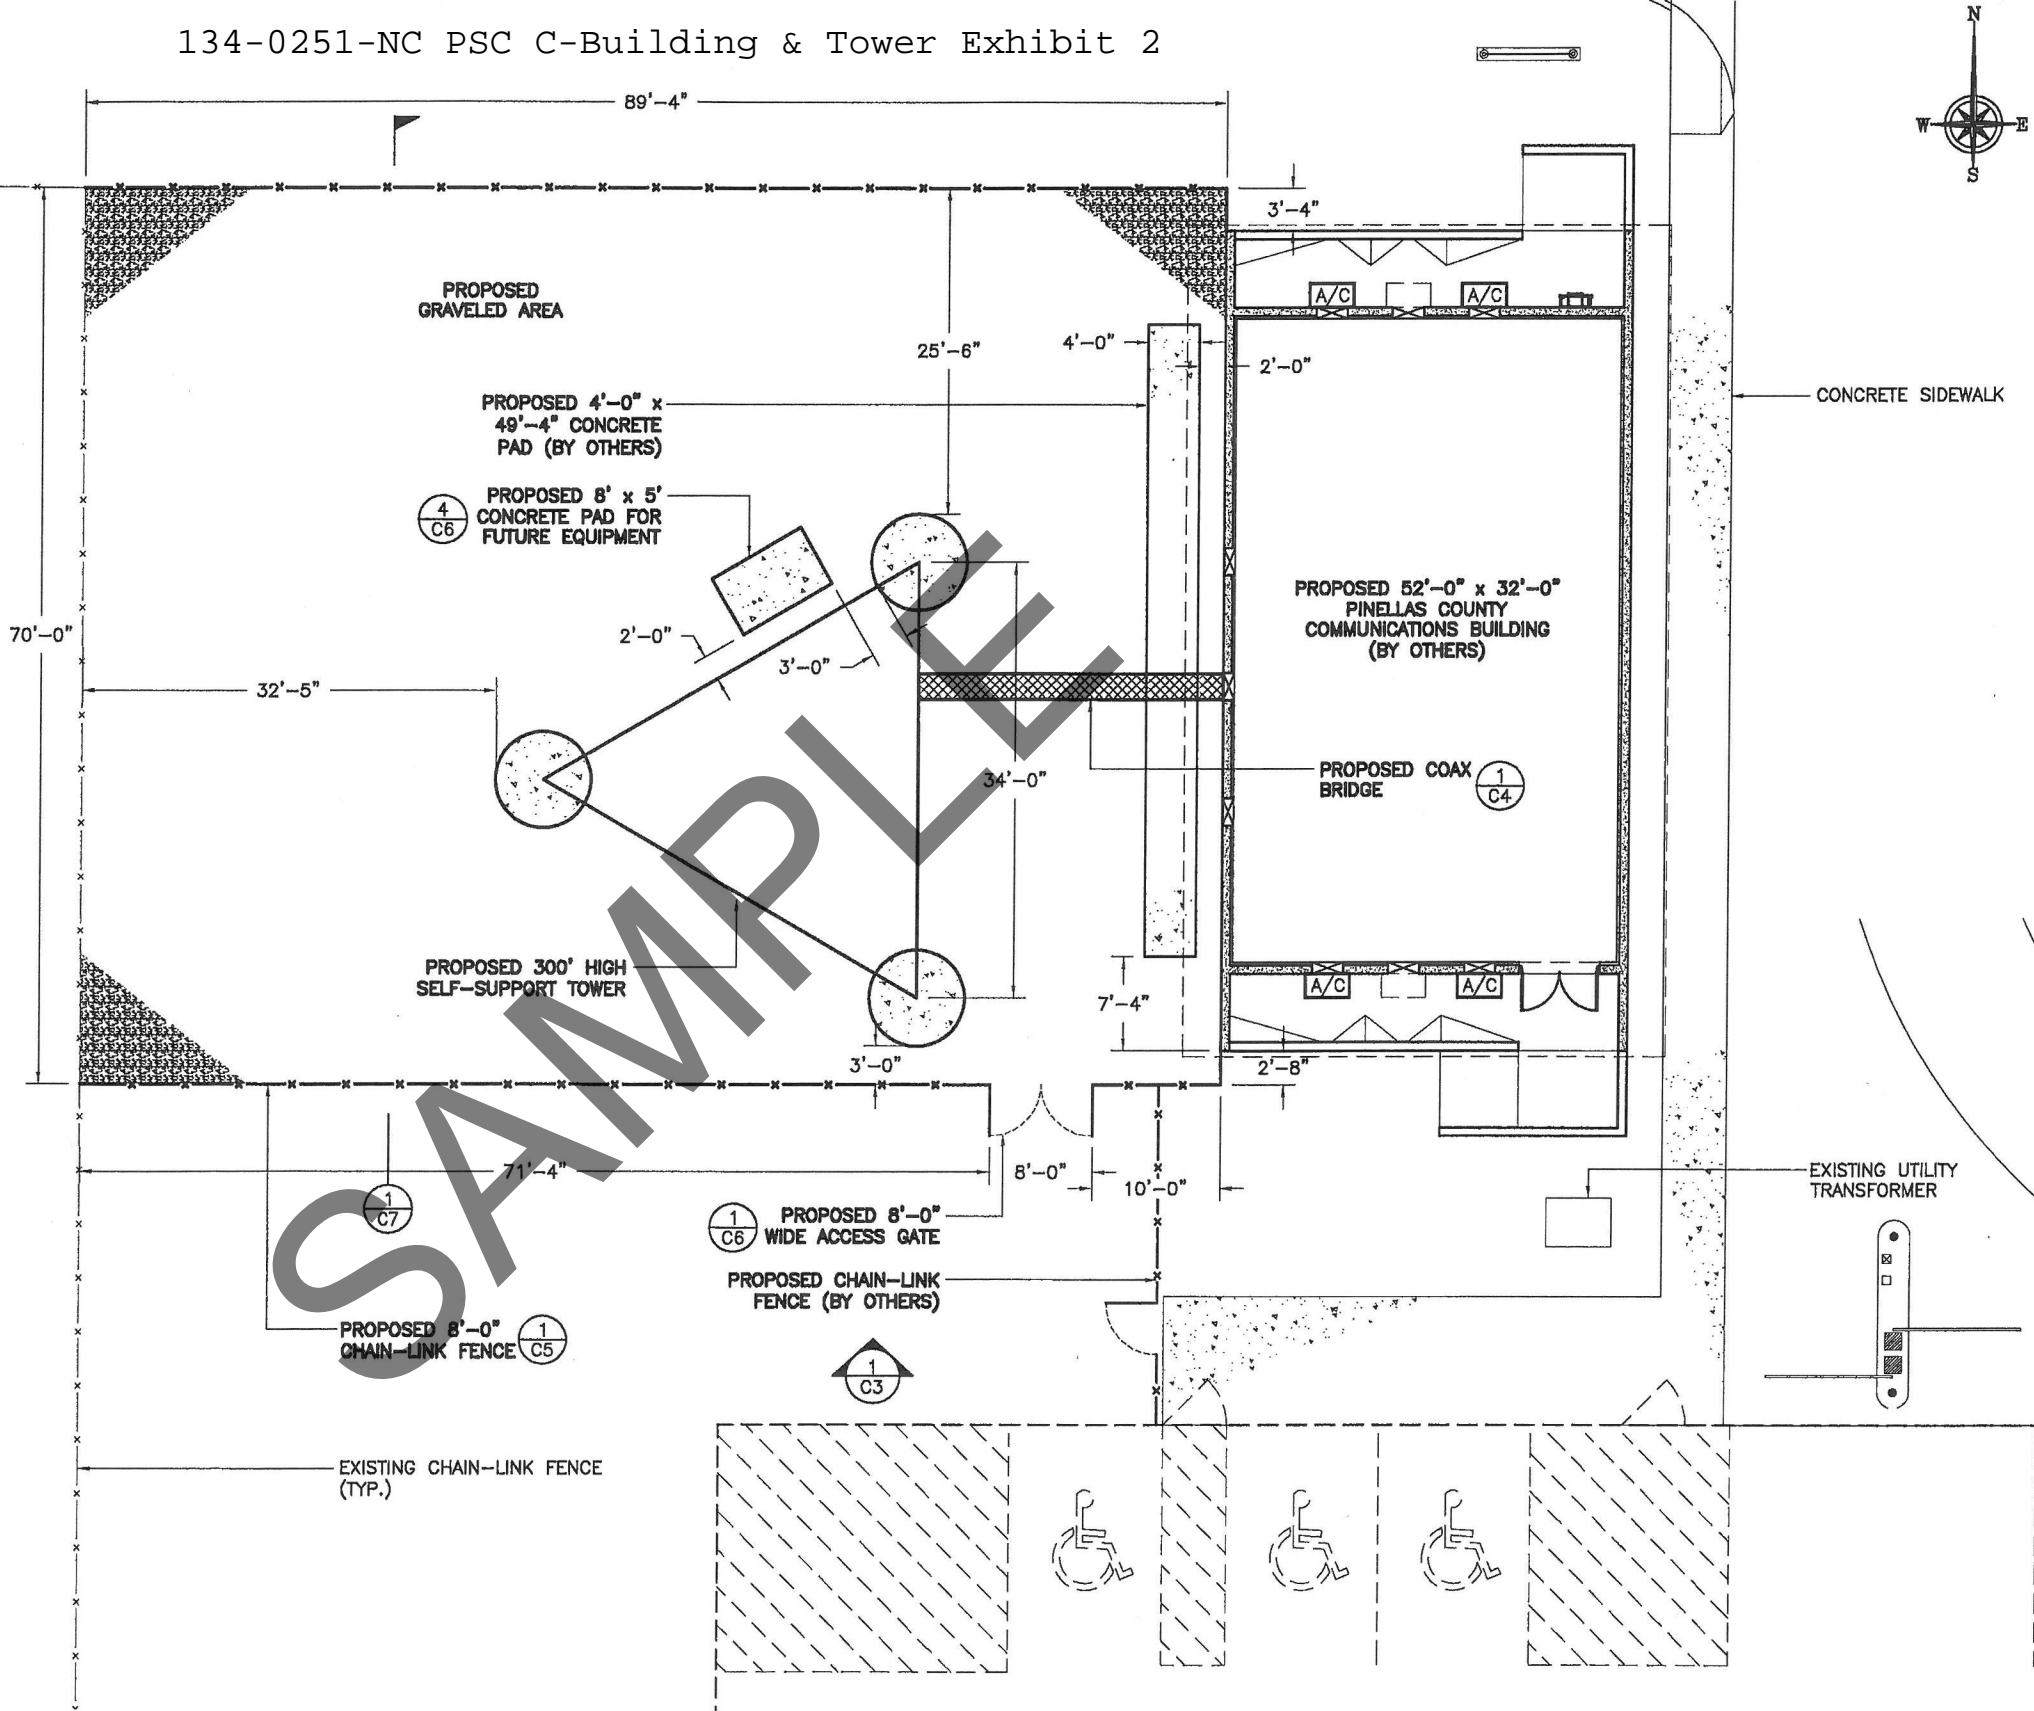 134-0251-NC PSC C-Building & Tower Exhibit 2
N
W E
S
89'-4"
3'-4"
PROPOSED
GRAVELED AREA
A/C
A/C
25'-6"
4'-0"
2'-0"
CONCRETE SIDEWALK
PROPOSED 4'-0" x
49'-4" CONCRETE
PAD (BY OTHERS)
4
C6
PROPOSED 8' x 5'
CONCRETE PAD FOR
FUTURE EQUIPMENT
PROPOSED 52'-0" x 32'-0"
PINELLAS COUNTY
COMMUNICATIONS BUILDING
(BY OTHERS)
70'-0"
2'-0"
3'-0"
32'-5"
34'-0"
PROPOSED COAX
BRIDGE
1
C4
PROPOSED 300' HIGH
SELF-SUPPORT TOWER
A/C
A/C
7'-4"
3'-0"
2'-8"
71'-4"
8'-0"
10'-0"
EXISTING UTILITY
TRANSFORMER
1
C7
1
C6
PROPOSED 8'-0"
WIDE ACCESS GATE
PROPOSED CHAIN-LINK
FENCE (BY OTHERS)
PROPOSED 8'-0"
CHAIN-LINK FENCE
1
C5
1
C3
EXISTING CHAIN-LINK FENCE
(TYP.)
SAMPLE